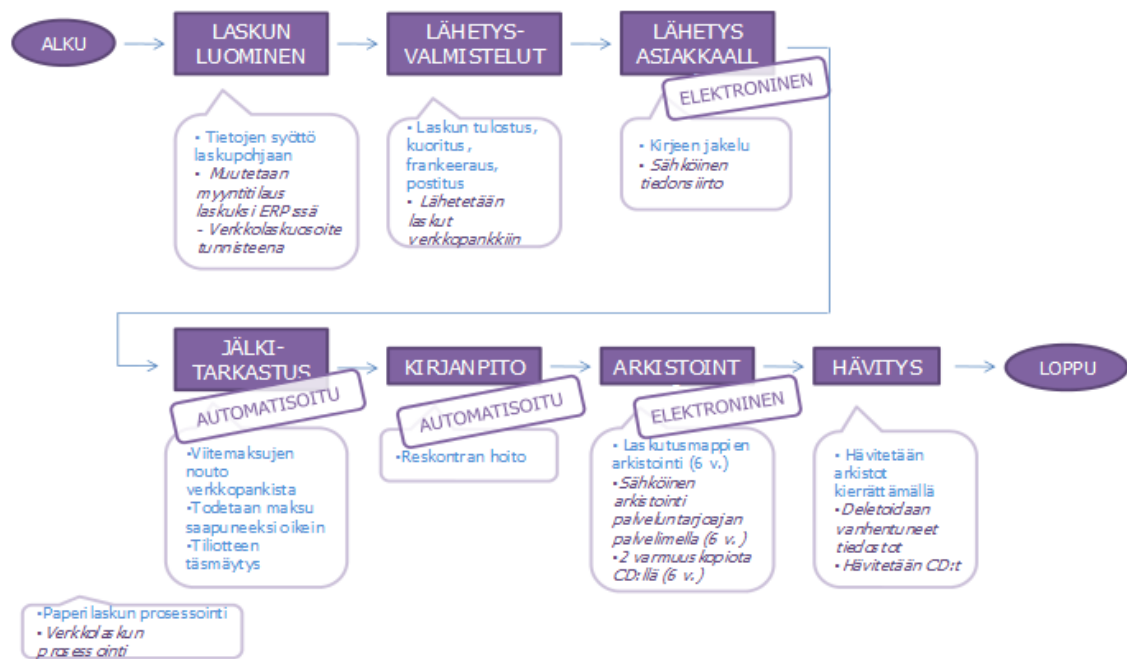 ALKU
LASKUN
LUOMINEN
LÄHETYS-
VALMISTELUT
LÄHETYS
ASIAKKAALL
ELEKTRONINEN
• Tietojen syöttö
laskupohjaan
• Muutetaan
myyntitilaus
laskuksi ERP:ssä
- Verkkolaskuosoite
tunnisteena
• Laskun tulostus,
kuoritus,
frankeeraus,
postitus
• Lähetetään
laskut
verkkopankkiin
• Kirjeen jakelu
• Sähköinen
tiedonsiirto
JÄLKI-
TARKASTUS
AUTOMATISOITU
KIRJANPITO
AUTOMATISOITU
ARKISTOINT
ELEKTRONINEN
HÄVITYS
LOPPU
•Viitemaksujen
nouto
verkkopankista
•Todetaan maksu
saapuneeksi oikein
•Tiliotteen
täsmäytys
•Reskontran hoito
• Laskutusmappien
arkistointi (6 v.)
•Sähköinen
arkistointi
palveluntarjoajan
palvelimella (6 v.)
•2 varmuuskopiota
CD:llä (6 v.)
• Hävitetään
arkistot
kierrättämällä
•Deletoidaan
vanhentuneet
tiedostot
•Hävitetään CD:t
•Paperilaskun prosessointi
• Verkkolaskun
prosessointi